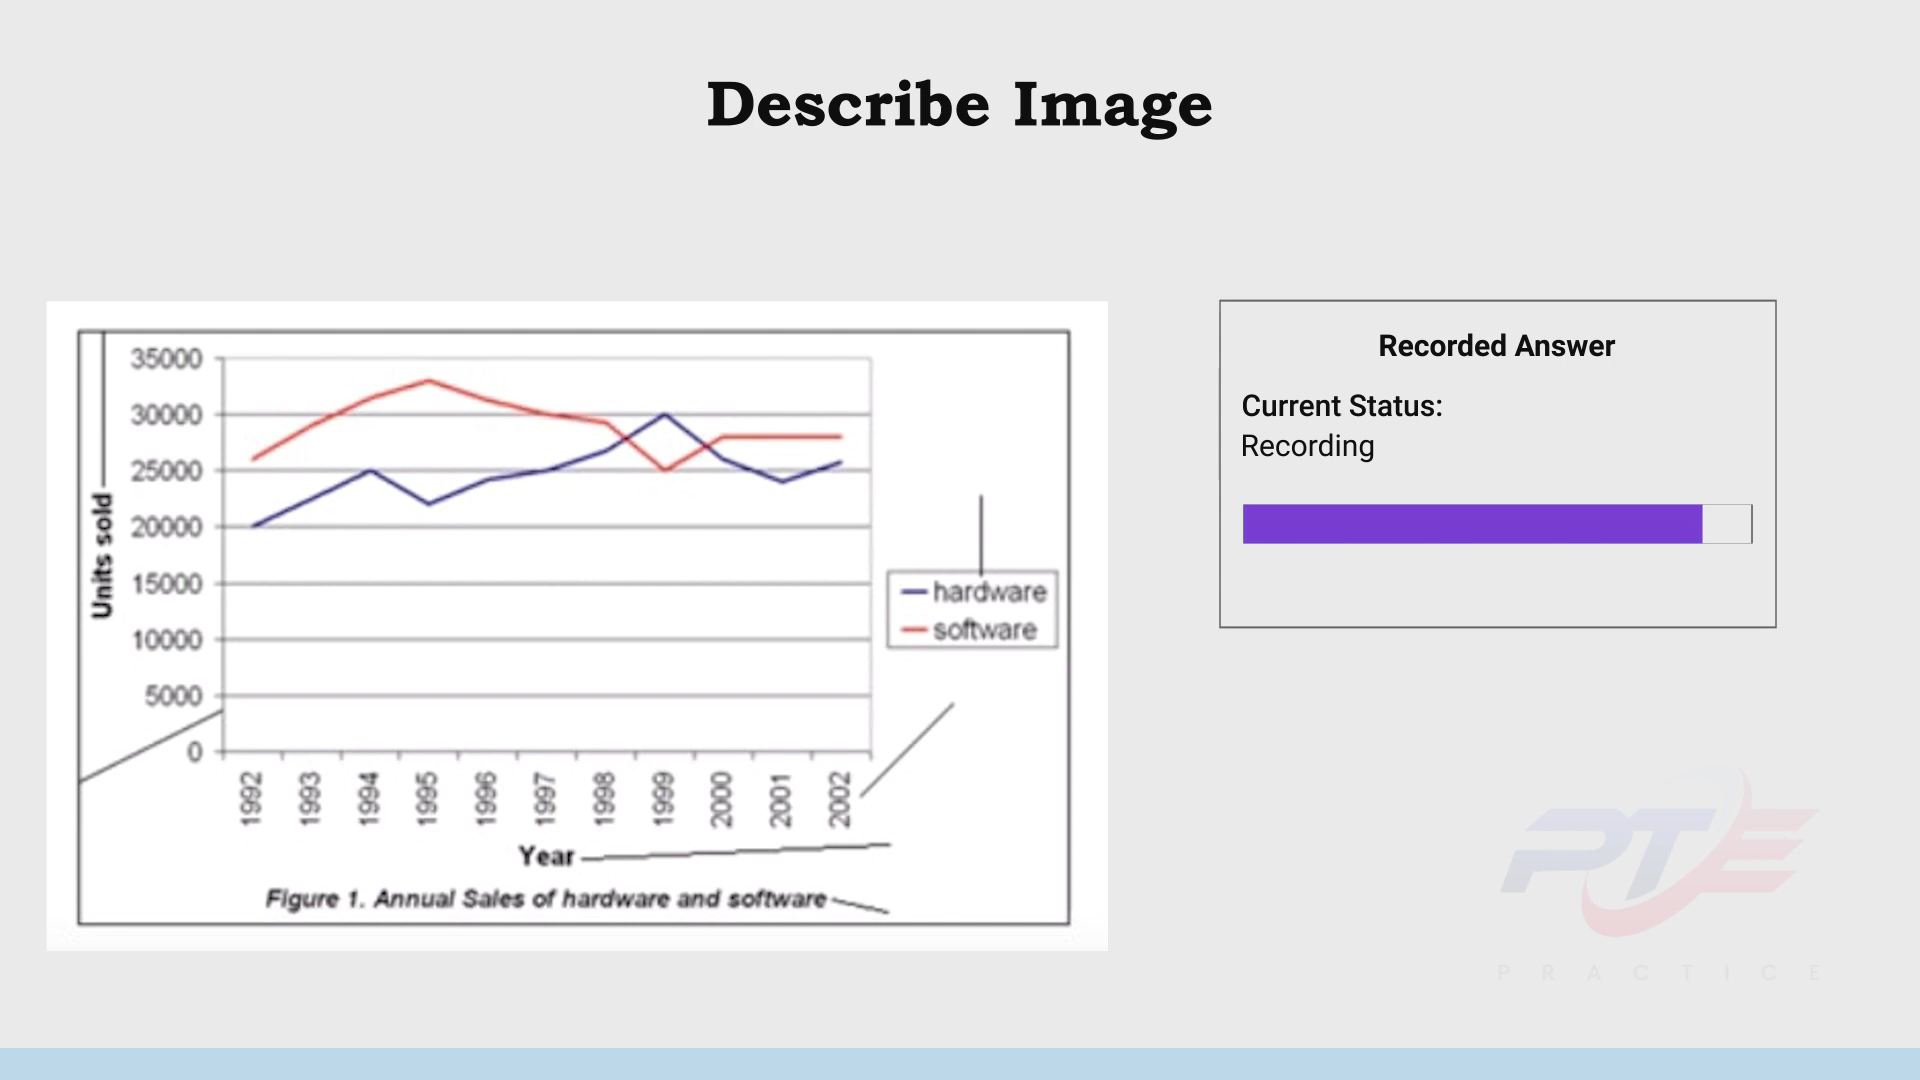 Describe Image
35000
30000
25000
20000
15000
10000
5000
0
Units sold
1992
1993
1994
1995
1996
1997
1998
1999
2000
2001
2002
Year
hardware
software
Figure 1. Annual Sales of hardware and software
Recorded Answer
Current Status:
Recording
PTE
PRACTICE